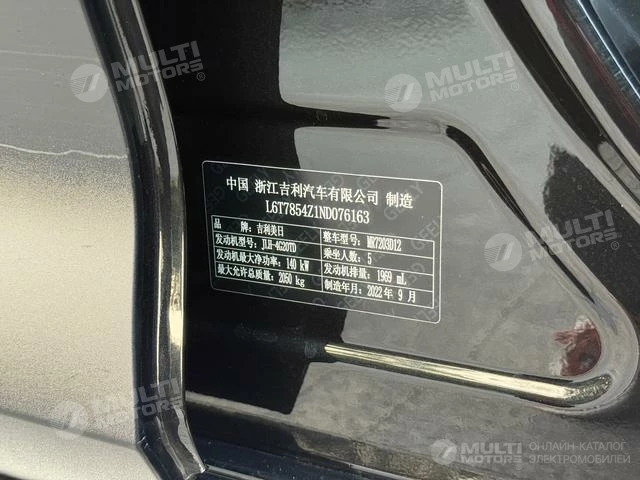 MULTI MOTORS®
MULTI MOTORS
中国 浙江吉利汽车有限公司 制造
L6T7854Z1ND076163
品 牌：吉利美日 整车型号：MR7203D12
发动机型号：JLH-4G20TD 乘坐人数：5
发动机最大净功率：140 kW 发动机排量：1969 mL
最大允许总质量：2050 kg 制造年月：2022 年 9 月
MULTI MOTORS®
MULTI MOTORS®
MULTI MOTORS®
ОНЛАЙН-КАТАЛОГ
ЭЛЕКТРОМОБИЛЕЙ